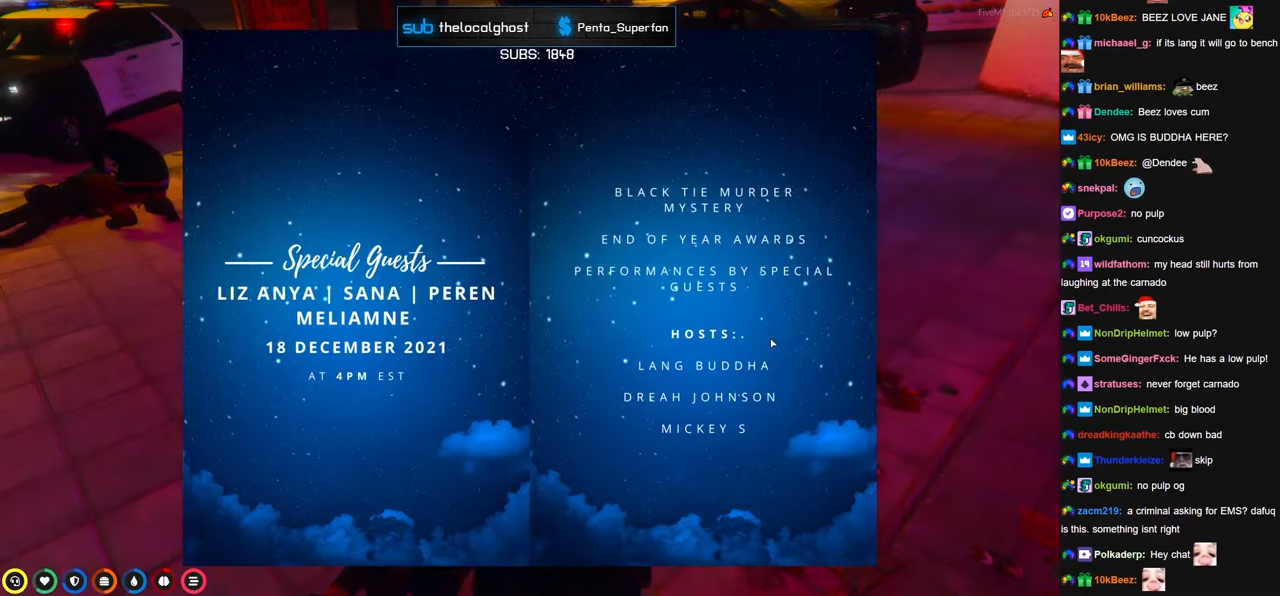 sub thelocalghost Penta_Superfan
SUBS: 1848
FiveM®
Special Guests
LIZ ANYA | SANA | PEREN
MELIAMNE
18 DECEMBER 2021
AT 4PM EST
BLACK TIE MURDER
MYSTERY
END OF YEAR AWARDS
PERFORMANCES BY SPECIAL
GUESTS
HOSTS:.
LANG BUDDHA
DREAH JOHNSON
MICKEY S
10kBeez: BEEZ LOVE JANE
michaael_g: if its lang it will go to bench
brian_williams: beez
Dendee: Beez loves cum
43icy: OMG IS BUDDHA HERE?
10kBeez: @Dendee
snekpal:
Purpose2: no pulp
okgumi: cuncockus
19 wildfathom: my head still hurts from
laughing at the carnado
Bet_Chills:
NonDripHelmet: low pulp?
SomeGingerFxck: He has a low pulp!
stratuses: never forget carnado
NonDripHelmet: big blood
dreadkingkaathe: cb down bad
Thunderkleize: skip
okgumi: no pulp og
zacm219: a criminal asking for EMS? dafuq
is this. something isnt right
Polkaderp: Hey chat
10kBeez: